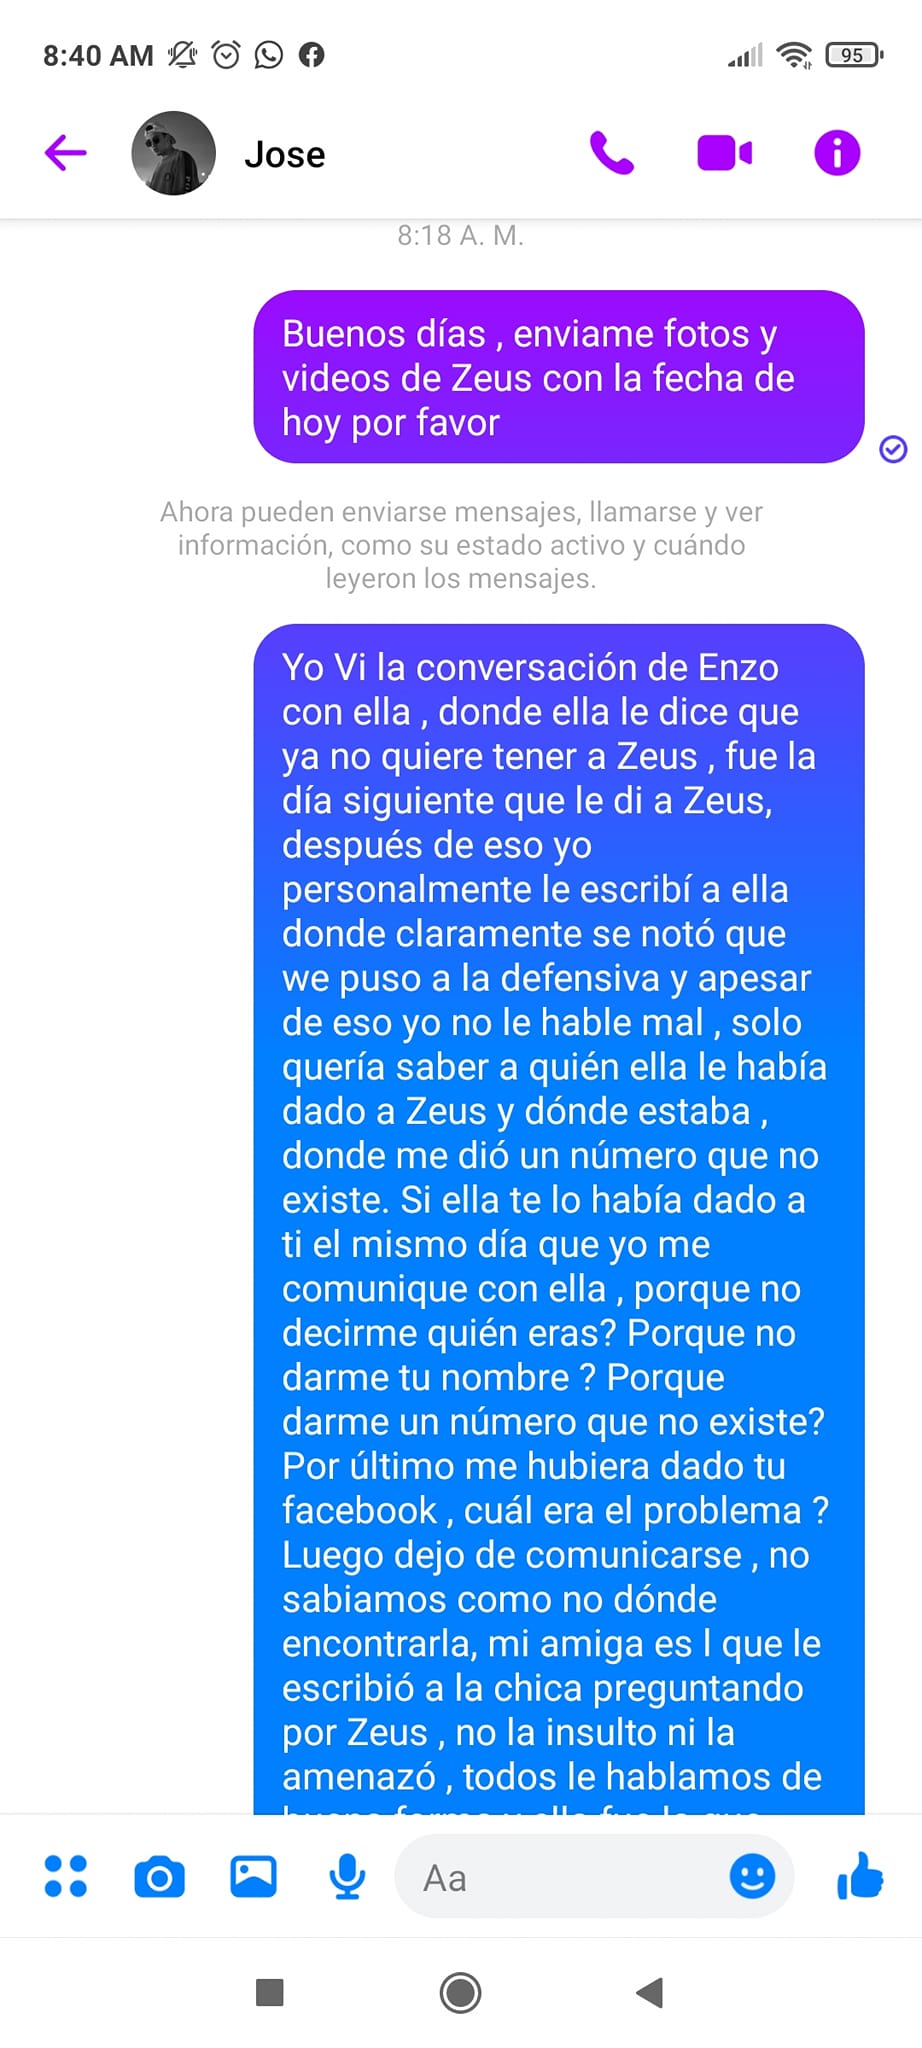 8:40 AM
95
Jose
8:18 A. M.
Buenos días , enviame fotos y
videos de Zeus con la fecha de
hoy por favor
Ahora pueden enviarse mensajes, llamarse y ver
información, como su estado activo y cuándo
leyeron los mensajes.
Yo Vi la conversación de Enzo
con ella , donde ella le dice que
ya no quiere tener a Zeus , fue la
día siguiente que le di a Zeus,
después de eso yo
personalmente le escribí a ella
donde claramente se notó que
we puso a la defensiva y apesar
de eso yo no le hable mal , solo
quería saber a quién ella le había
dado a Zeus y dónde estaba ,
donde me dió un número que no
existe. Si ella te lo había dado a
ti el mismo día que yo me
comunique con ella , porque no
decirme quién eras? Porque no
darme tu nombre ? Porque
darme un número que no existe?
Por último me hubiera dado tu
facebook , cuál era el problema ?
Luego dejo de comunicarse , no
sabiamos como no dónde
encontrarla, mi amiga es l que le
escribió a la chica preguntando
por Zeus , no la insulto ni la
amenazó , todos le hablamos de
Aa